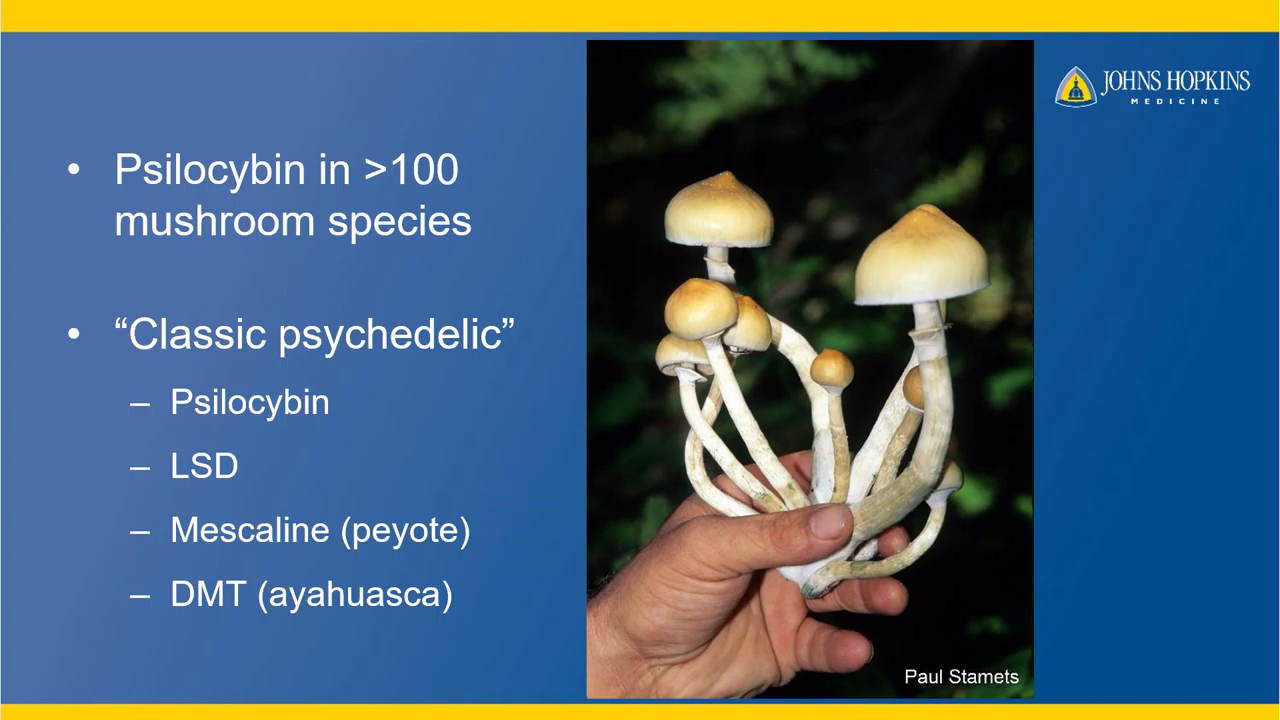 JOHNS HOPKINS
MEDICINE
• Psilocybin in >100
mushroom species
• “Classic psychedelic”
– Psilocybin
– LSD
– Mescaline (peyote)
– DMT (ayahuasca)
Paul Stamets